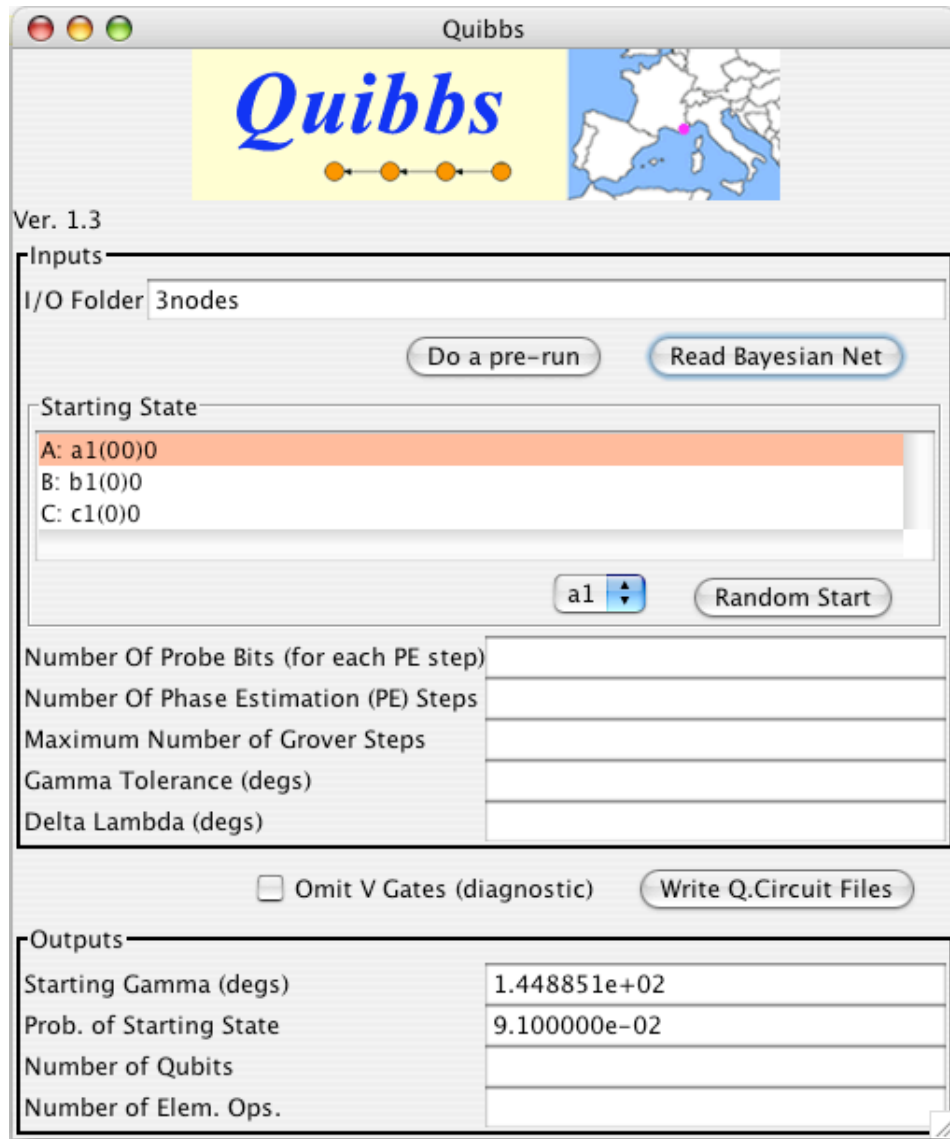 Quibbs
Quibbs
Ver. 1.3
Inputs
I/O Folder 3nodes
Do a pre-run Read Bayesian Net
Starting State
A: a1(00)0
B: b1(0)0
C: c1(0)0
a1 Random Start
Number Of Probe Bits (for each PE step)
Number Of Phase Estimation (PE) Steps
Maximum Number of Grover Steps
Gamma Tolerance (degs)
Delta Lambda (degs)
Omit V Gates (diagnostic) Write Q.Circuit Files
Outputs
Starting Gamma (degs) 1.448851e+02
Prob. of Starting State 9.100000e-02
Number of Qubits
Number of Elem. Ops.